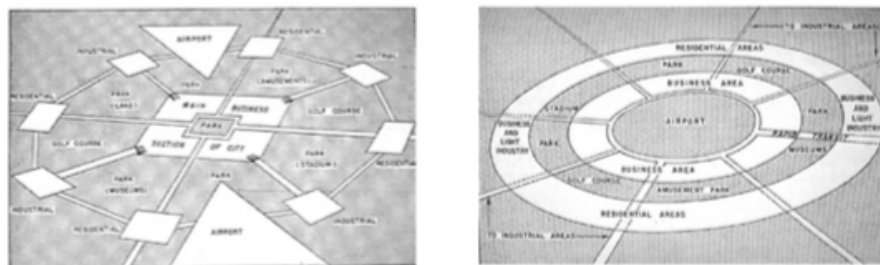 AIRPORT
RESIDENTIAL
INDUSTRIAL
INDUSTRIAL
PARK
PARK
(AMUSEMENTS)
RESIDENTIAL
PARK
(LAKE)
MAIN BUSINESS
GOLF COURSE
PARK
GOLF COURSE
SECTION OF CITY
PARK
(STADIUM)
RESIDENTIAL
PARK
(MUSEUMS)
PARK
INDUSTRIAL
INDUSTRIAL
RESIDENTIAL
AIRPORT
TO INDUSTRIAL AREAS
RESIDENTIAL AREAS
PARK
GOLF COURSE
BUSINESS AREA
STADIUM
PARK
BUSINESS
AND
LIGHT
INDUSTRY
AIRPORT
BUSINESS
AND
LIGHT
INDUSTRY
RAPID TRANSIT
PARK
MUSEUMS
BUSINESS AREA
GOLF COURSE
AMUSEMENT PARK
RESIDENTIAL AREAS
TO INDUSTRIAL AREAS